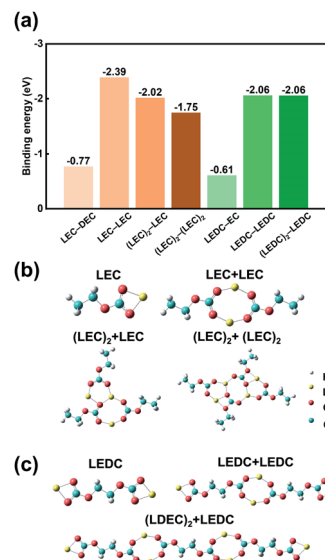 (a)
Binding energy (eV)
-3
-2
-1
0
-0.77
-2.39
-2.02
-1.75
-0.61
-2.06
-2.06
LEC–DEC
LEC–LEC
(LEC)₂–LEC
(LEC)₂–(LEC)₂
LEDC–EC
LEDC–LEDC
(LEDC)₂–LEDC
(b)
LEC
LEC+LEC
(LEC)₂+LEC
(LEC)₂+ (LEC)₂
(c)
LEDC
LEDC+LEDC
(LDEC)₂+LEDC